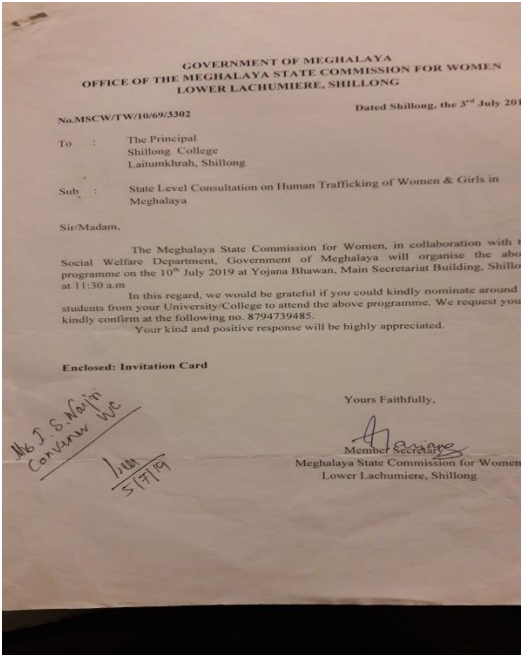 GOVERNMENT OF MEGHALAYA
OFFICE OF THE MEGHALAYA STATE COMMISSION FOR WOMEN
LOWER LACHUMIERE, SHILLONG
No.MSCW/TW/10/69/3302
Dated Shillong, the 3rd July 201
To :
The Principal
Shillong College
Laitumkhrah, Shillong
Sub :
State Level Consultation on Human Trafficking of Women & Girls in
Meghalaya
Sir/Madam,
The Meghalaya State Commission for Women, in collaboration with t
Social Welfare Department, Government of Meghalaya will organise the abo
programme on the 10th July 2019 at Yojana Bhawan, Main Secretariat Building, Shillo
at 11:30 a.m
In this regard, we would be grateful if you could kindly nominate around
students from your University/College to attend the above programme. We request you
kindly confirm at the following no. 8794739485.
Your kind and positive response will be highly appreciated.
Enclosed: Invitation Card
Yours Faithfully,
Ms I. S.
Convener WC
5/7/19
Member Secretary
Meghalaya State Commission for Women
Lower Lachumiere, Shillong